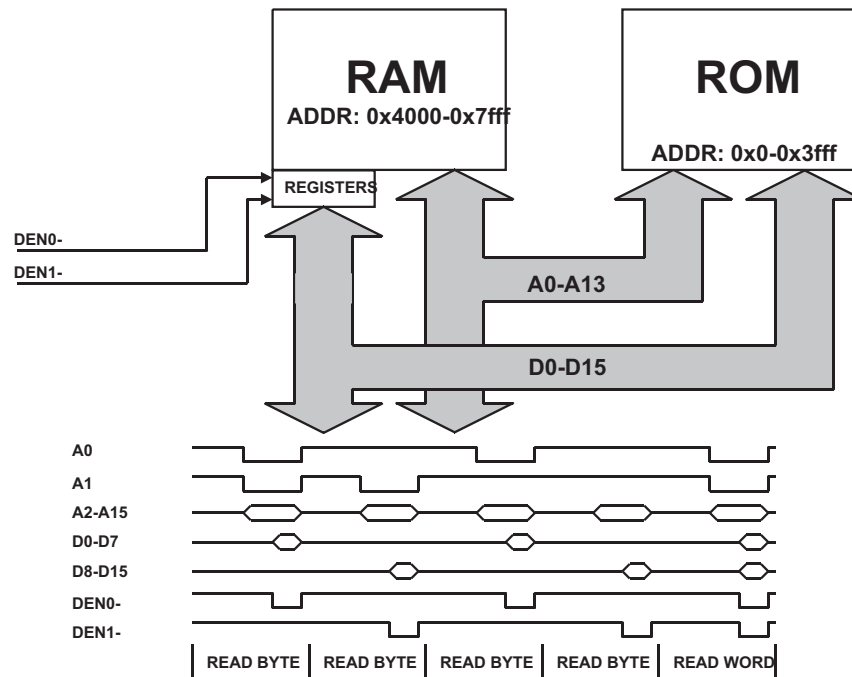 RAM
ADDR: 0x4000-0x7fff
ROM
ADDR: 0x0-0x3fff
REGISTERS
DEN0-
DEN1-
A0-A13
D0-D15
A0
A1
A2-A15
D0-D7
D8-D15
DEN0-
DEN1-
READ BYTE
READ BYTE
READ BYTE
READ BYTE
READ WORD